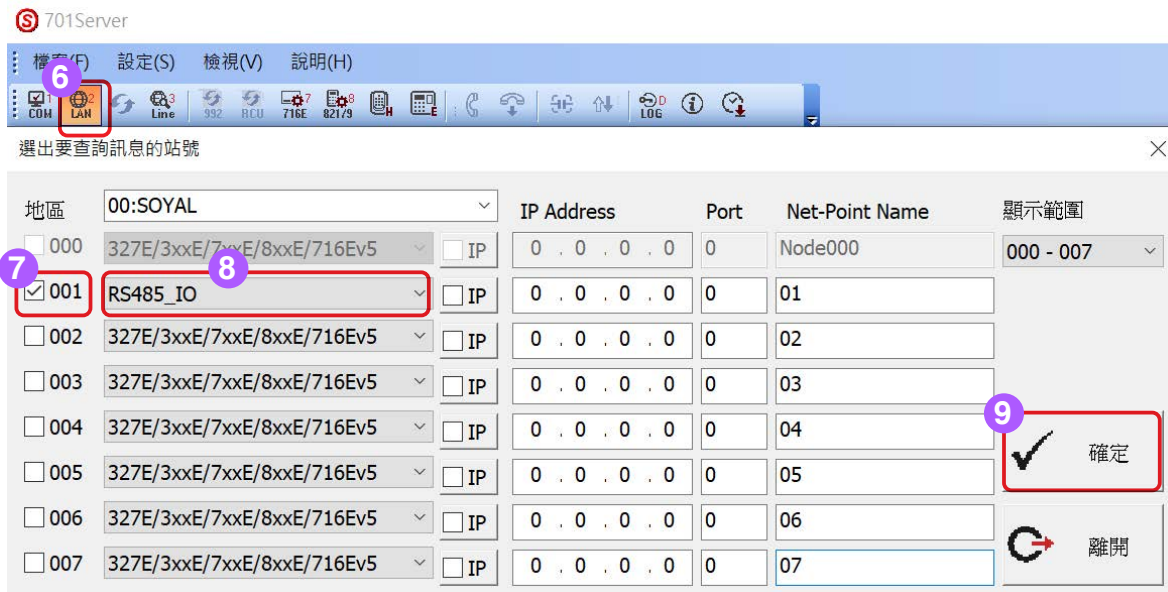 701Server
檔案(F) 設定(S) 檢視(V) 說明(H)
6
1 COM 2 LAN 3 Line 992 RCU 7 716E 8 82179 H E D LOG
選出要查詢訊息的站號
地區 00:SOYAL IP Address Port Net-Point Name 顯示範圍
000 327E/3xxE/7xxE/8xxE/716Ev5 IP 0 . 0 . 0 . 0 0 Node000 000 - 007
7 8
001 RS485_IO IP 0 . 0 . 0 . 0 0 01
002 327E/3xxE/7xxE/8xxE/716Ev5 IP 0 . 0 . 0 . 0 0 02
003 327E/3xxE/7xxE/8xxE/716Ev5 IP 0 . 0 . 0 . 0 0 03
9
004 327E/3xxE/7xxE/8xxE/716Ev5 IP 0 . 0 . 0 . 0 0 04
確定
005 327E/3xxE/7xxE/8xxE/716Ev5 IP 0 . 0 . 0 . 0 0 05
006 327E/3xxE/7xxE/8xxE/716Ev5 IP 0 . 0 . 0 . 0 0 06
離開
007 327E/3xxE/7xxE/8xxE/716Ev5 IP 0 . 0 . 0 . 0 0 07